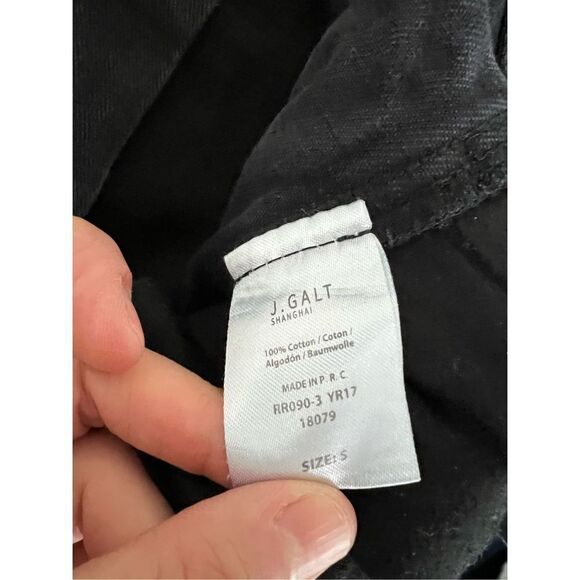 J.GALT
SHANGHAI
100% Cotton / Coton /
Algodón / Baumwolle
MADE IN P. R. C
RR090-3 YR17
18079
SIZE: S